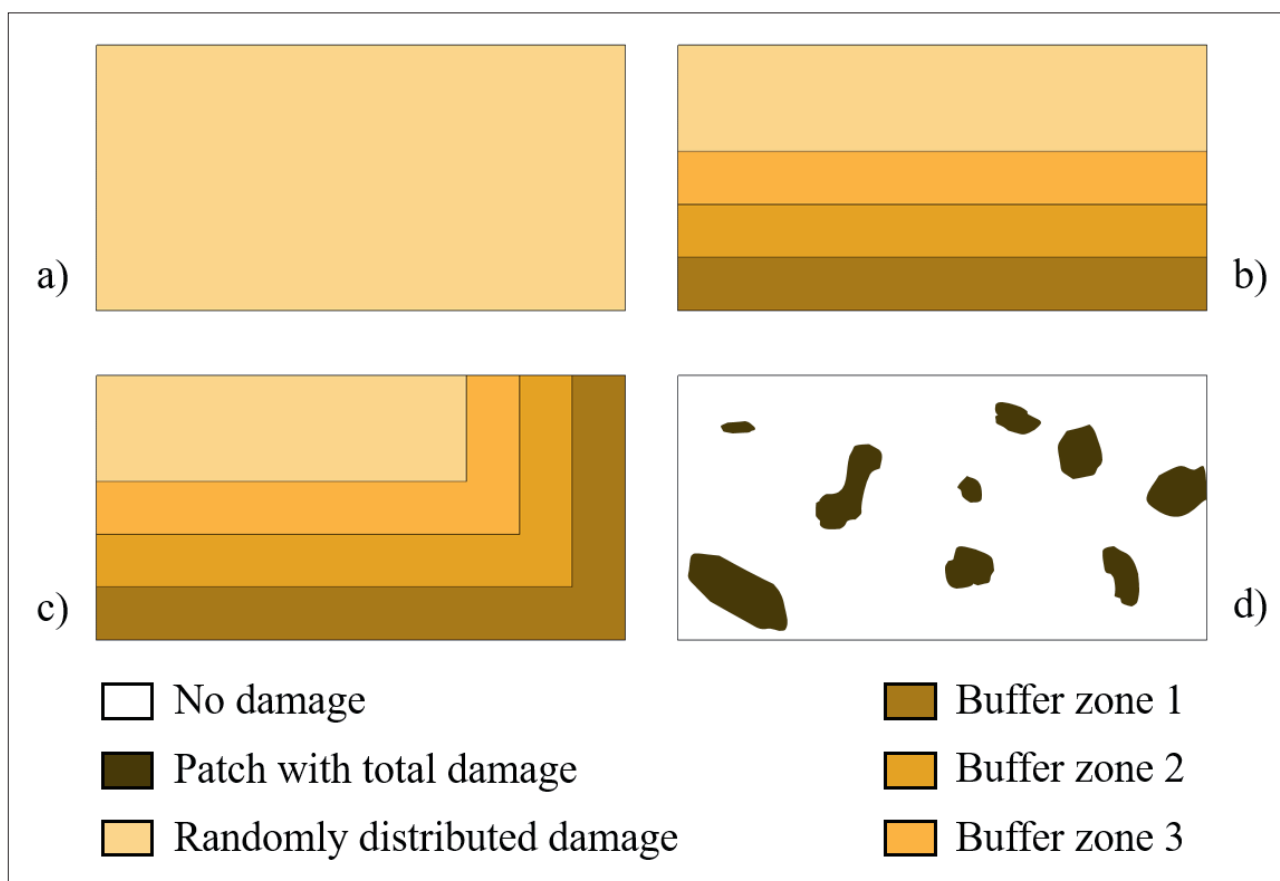 a)
b)
c)
d)
No damage
Patch with total damage
Randomly distributed damage
Buffer zone 1
Buffer zone 2
Buffer zone 3